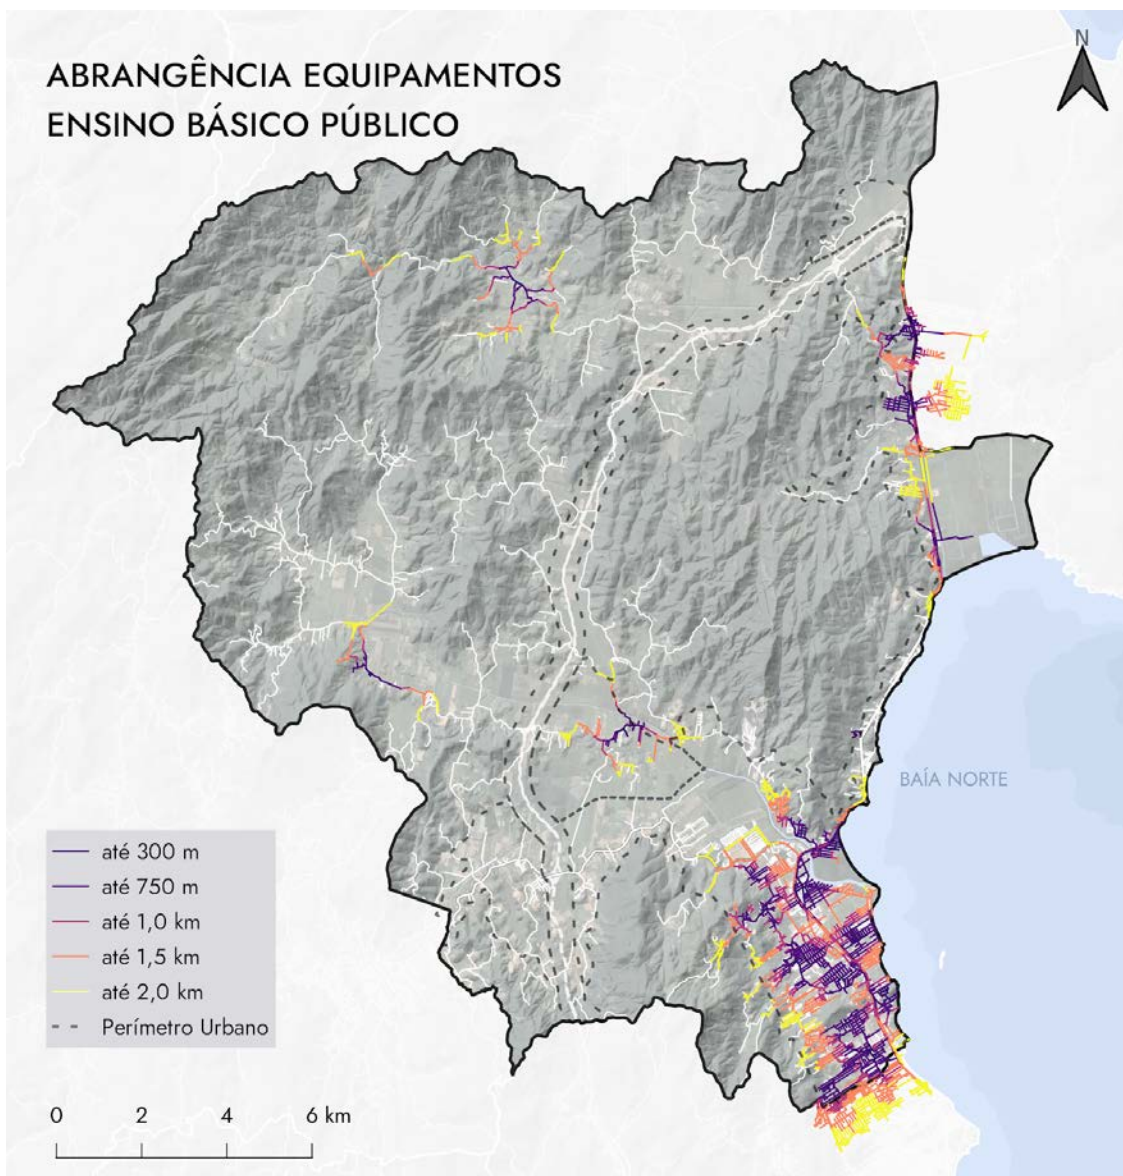 ABRANGÊNCIA EQUIPAMENTOS
ENSINO BÁSICO PÚBLICO
N
BAÍA NORTE
até 300 m
até 750 m
até 1,0 km
até 1,5 km
até 2,0 km
Perímetro Urbano
0 2 4 6 km